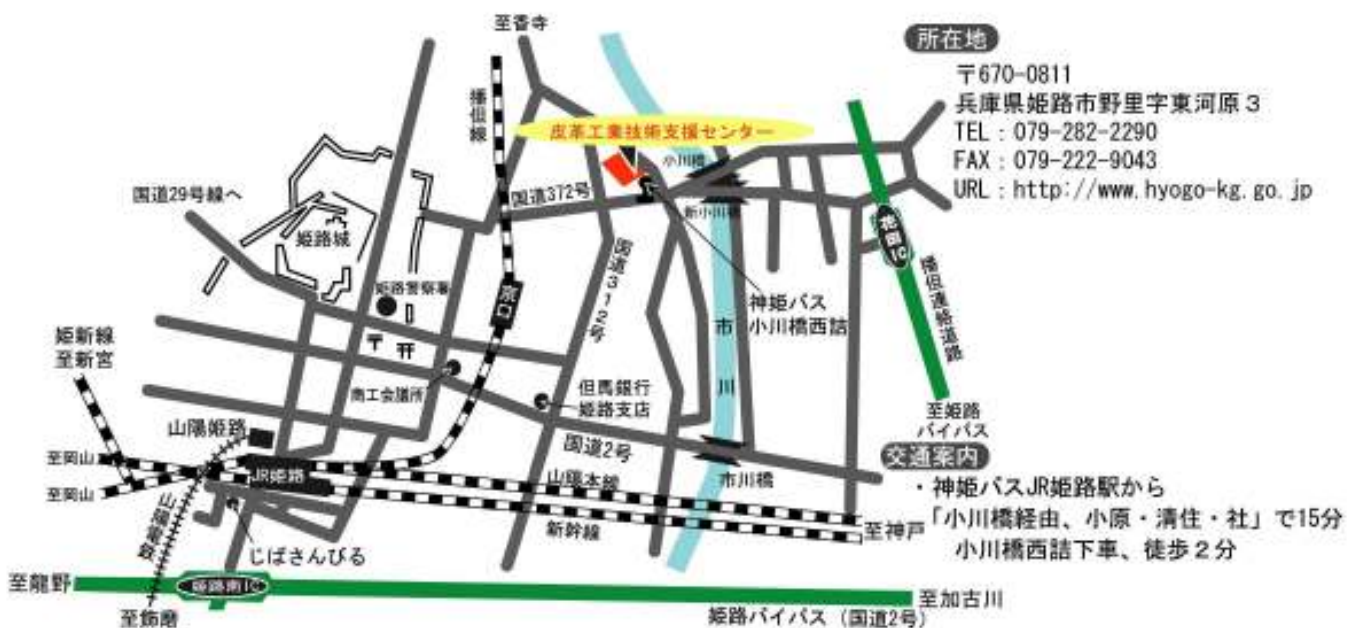 至香寺
所在地
〒670-0811
兵庫県姫路市野里字東河原３
TEL：079-282-2290
FAX：079-222-9043
URL：http://www.hyogo-kg.go.jp
播但線
皮革工業技術支援センター
小川橋
国道29号線へ
国道372号
新小川橋
姫路城
花田IC
国道312号
播但連絡道路
姫路警察署
京口
神姫バス
小川橋西詰
市川
〒
姫新線
至新宮
商工会議所
但馬銀行
姫路支店
至姫路
バイパス
山陽姫路
国道2号
交通案内
至岡山
JR姫路
山陽本線
市川橋
・神姫バスJR姫路駅から
「小川橋経由、小原・清住・社」で15分
小川橋西詰下車、徒歩２分
至岡山
新幹線
至神戸
山陽電鉄
じばさんびる
至龍野
姫路南IC
至加古川
至飾磨
姫路バイパス（国道2号）